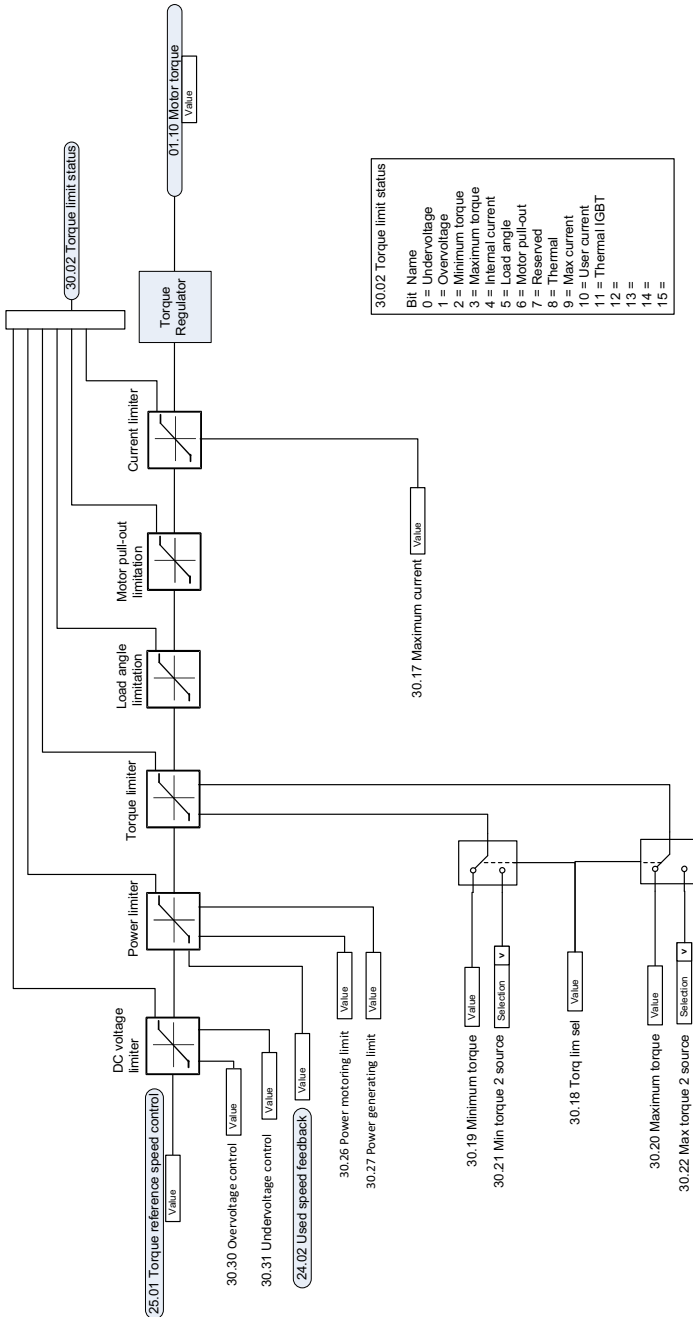 25.01 Torque reference speed control
Value
30.30 Overvoltage control
Value
30.31 Undervoltage control
Value
24.02 Used speed feedback
Value
30.26 Power motoring limit
Value
30.27 Power generating limit
Value
30.19 Minimum torque
Value
30.21 Min torque 2 source
Selection
v
30.18 Torq lim sel
Value
30.20 Maximum torque
Value
30.22 Max torque 2 source
Selection
v
DC voltage
limiter
Power limiter
Torque limiter
Load angle
limitation
Motor pull-out
limitation
Current limiter
30.17 Maximum current
Value
Torque
Regulator
30.02 Torque limit status
01.10 Motor torque
Value
30.02 Torque limit status
Bit Name
0 = Undervoltage
1 = Overvoltage
2 = Minimum torque
3 = Maximum torque
4 = Internal current
5 = Load angle
6 = Motor pull-out
7 = Reserved
8 = Thermal
9 = Max current
10 = User current
11 = Thermal IGBT
12 =
13 =
14 =
15 =